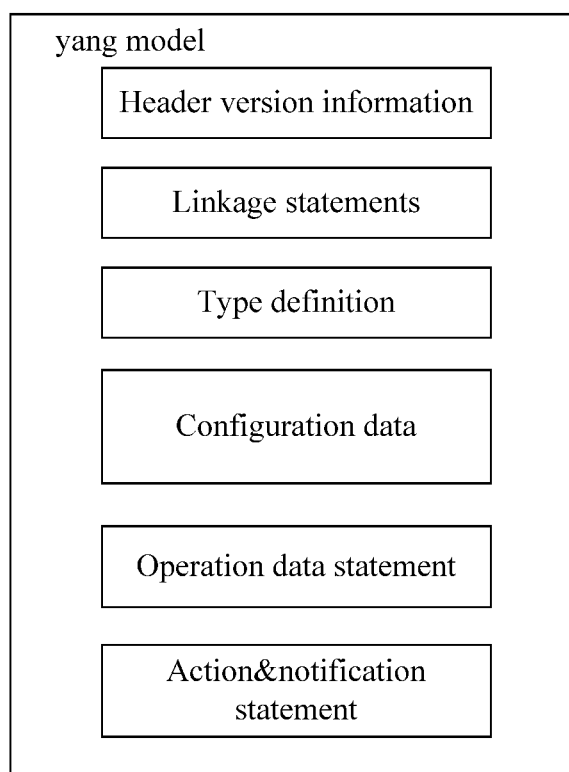 yang model
Header version information
Linkage statements
Type definition
Configuration data
Operation data statement
Action&notification
statement